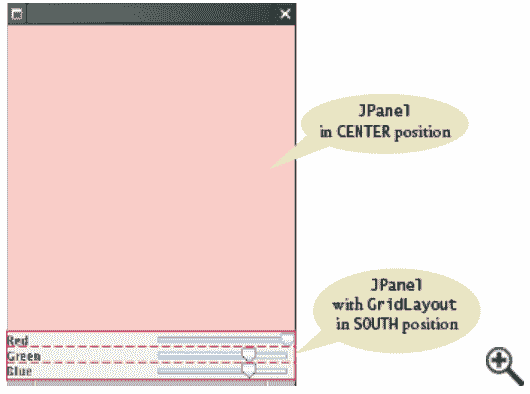 JPanel
in CENTER position
JPanel
with GridLayout
in SOUTH position
Red
Green
Blue